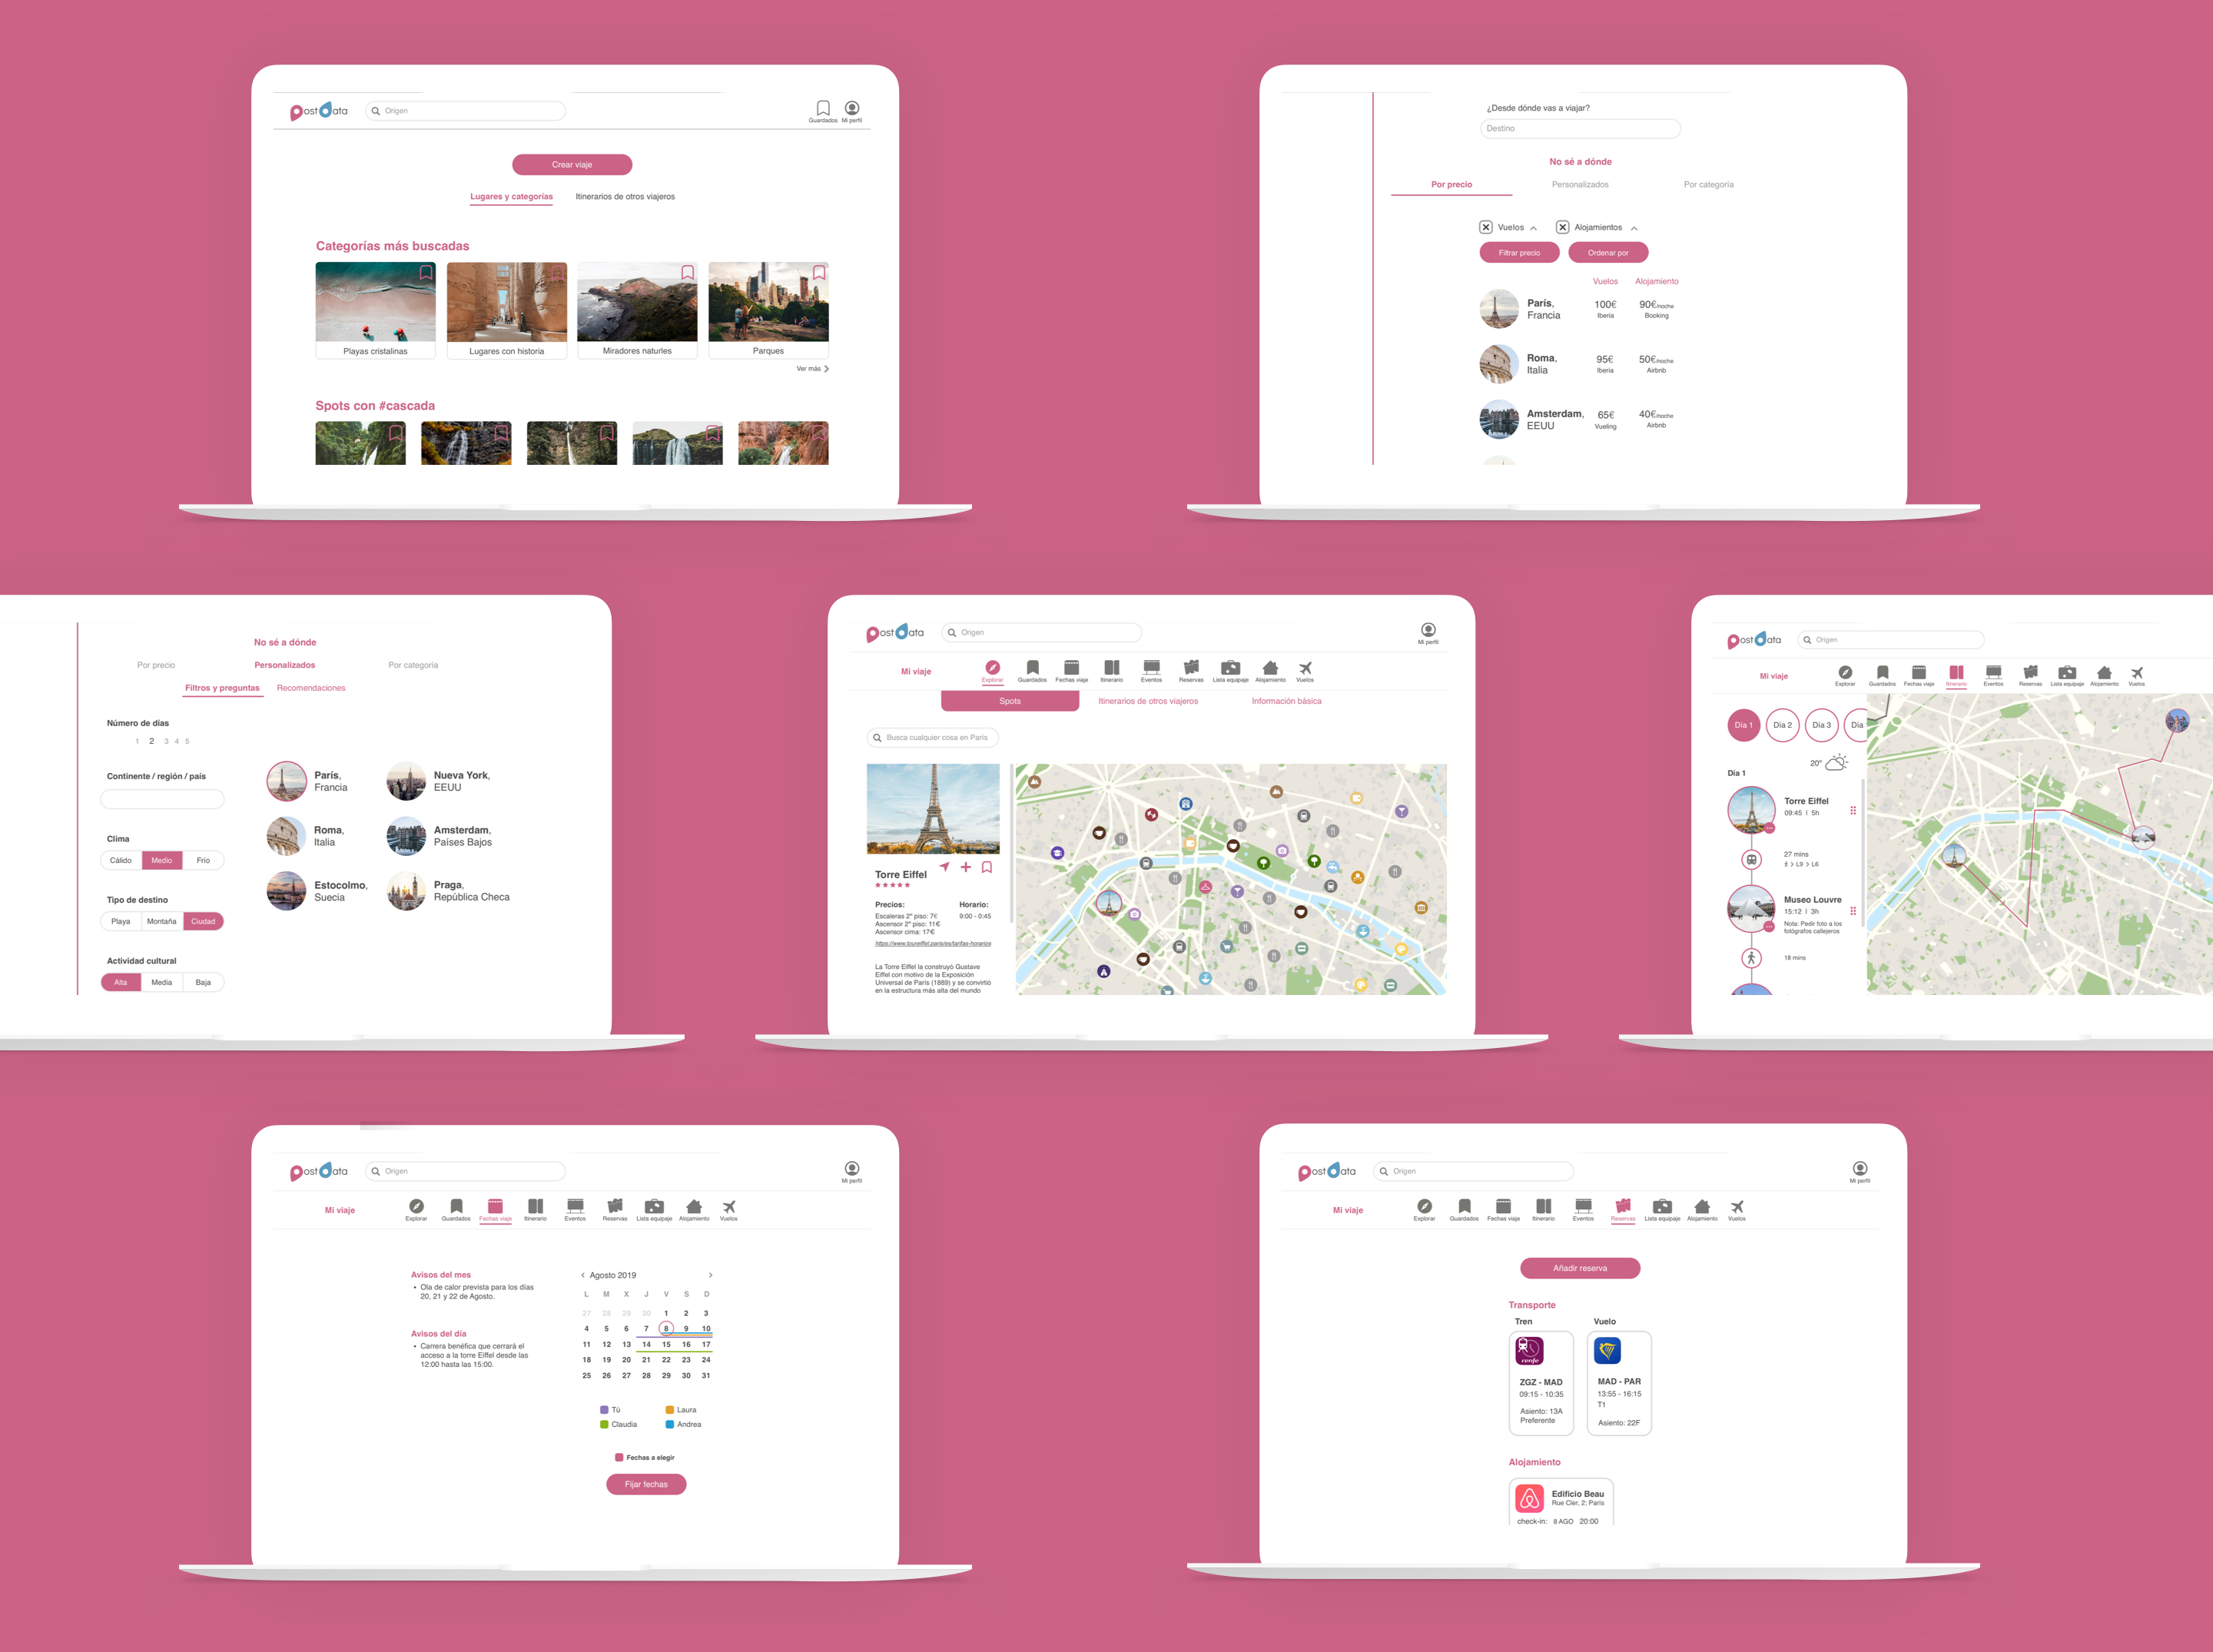 postdata
Origen
Guardados
Mi perfil
Crear viaje
Lugares y categorías
Itinerarios de otros viajeros
Categorías más buscadas
Playas cristalinas
Lugares con historia
Miradores naturles
Parques
Ver más
Spots con #cascada
¿Desde dónde vas a viajar?
Destino
No sé a dónde
Por precio
Personalizados
Por categoria
Vuelos
Alojamientos
Filtrar precio
Ordenar por
Vuelos
Alojamiento
París,
Francia
100€
Iberia
90€/noche
Booking
Roma,
Italia
95€
Iberia
50€/noche
Airbnb
Amsterdam,
EEUU
65€
Vueling
40€/noche
Airbnb
No sé a dónde
Por precio
Personalizados
Por categoria
Filtros y preguntas
Recomendaciones
Número de días
1 2 3 4 5
Continente / región / país
Clima
Cálido
Medio
Frío
Tipo de destino
Playa
Montaña
Ciudad
Actividad cultural
Alta
Media
Baja
París,
Francia
Nueva York,
EEUU
Roma,
Italia
Amsterdam,
Países Bajos
Estocolmo,
Suecia
Praga,
República Checa
postdata
Origen
Mi perfil
Mi viaje
Explorar
Guardados
Fechas viaje
Itinerario
Eventos
Reservas
Lista equipaje
Alojamiento
Vuelos
Spots
Itinerarios de otros viajeros
Información básica
Busca cualquier cosa en París
Torre Eiffel
Precios:
Escaleras 2º piso: 7€
Ascensor 2º piso: 11€
Ascensor cima: 17€
Horario:
9:00 - 0:45
https://www.toureiffel.paris/es/tarifas-horarios
La Torre Eiffel la construyó Gustave
Eiffel con motivo de la Exposición
Universal de París (1889) y se convirtió
en la estructura más alta del mundo
postdata
Origen
Mi viaje
Explorar
Guardados
Fechas viaje
Itinerario
Eventos
Reservas
Lista equipaje
Alojamiento
Vuelos
Día 1
Día 2
Día 3
Día
20º
Día 1
Torre Eiffel
09:45 | 5h
27 mins
> L9 > L6
Museo Louvre
15:12 | 3h
Nota: Pedir foto a los
fotógrafos callejeros
18 mins
postdata
Origen
Mi perfil
Mi viaje
Explorar
Guardados
Fechas viaje
Itinerario
Eventos
Reservas
Lista equipaje
Alojamiento
Vuelos
Avisos del mes
• Ola de calor prevista para los días
20, 21 y 22 de Agosto.
Avisos del día
• Carrera benéfica que cerrará el
acceso a la torre Eiffel desde las
12:00 hasta las 15:00.
< Agosto 2019 >
L M X J V S D
27 28 29 30 1 2 3
4 5 6 7 8 9 10
11 12 13 14 15 16 17
18 19 20 21 22 23 24
25 26 27 28 29 30 31
Tú
Laura
Claudia
Andrea
Fechas a elegir
Fijar fechas
postdata
Origen
Mi perfil
Mi viaje
Explorar
Guardados
Fechas viaje
Itinerario
Eventos
Reservas
Lista equipaje
Alojamiento
Vuelos
Añadir reserva
Transporte
Tren
Vuelo
renfe
ZGZ - MAD
09:15 - 10:35
Asiento: 13A
Preferente
MAD - PAR
13:55 - 16:15
T1
Asiento: 22F
Alojamiento
Edificio Beau
Rue Cler, 2; París
check-in: 8 AGO 20:00